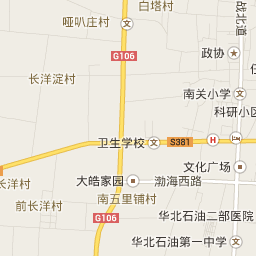 白塔村
哑叭庄村
战北道
G106
政协
长洋淀村
南关小学
科研小区
卫生学校
S381
H
文化广场
大皓家园
渤海西路
长洋村
南五里铺村
前长洋村
G106
华北石油二部医院
华北石油第一中学